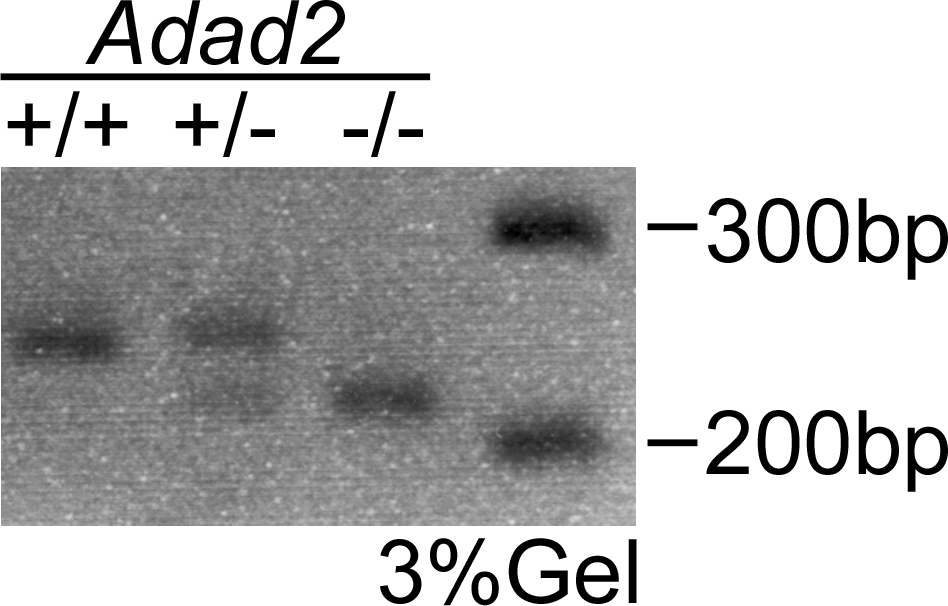 Adad2
+/+ +/- -/-
300bp
200bp
3%Gel